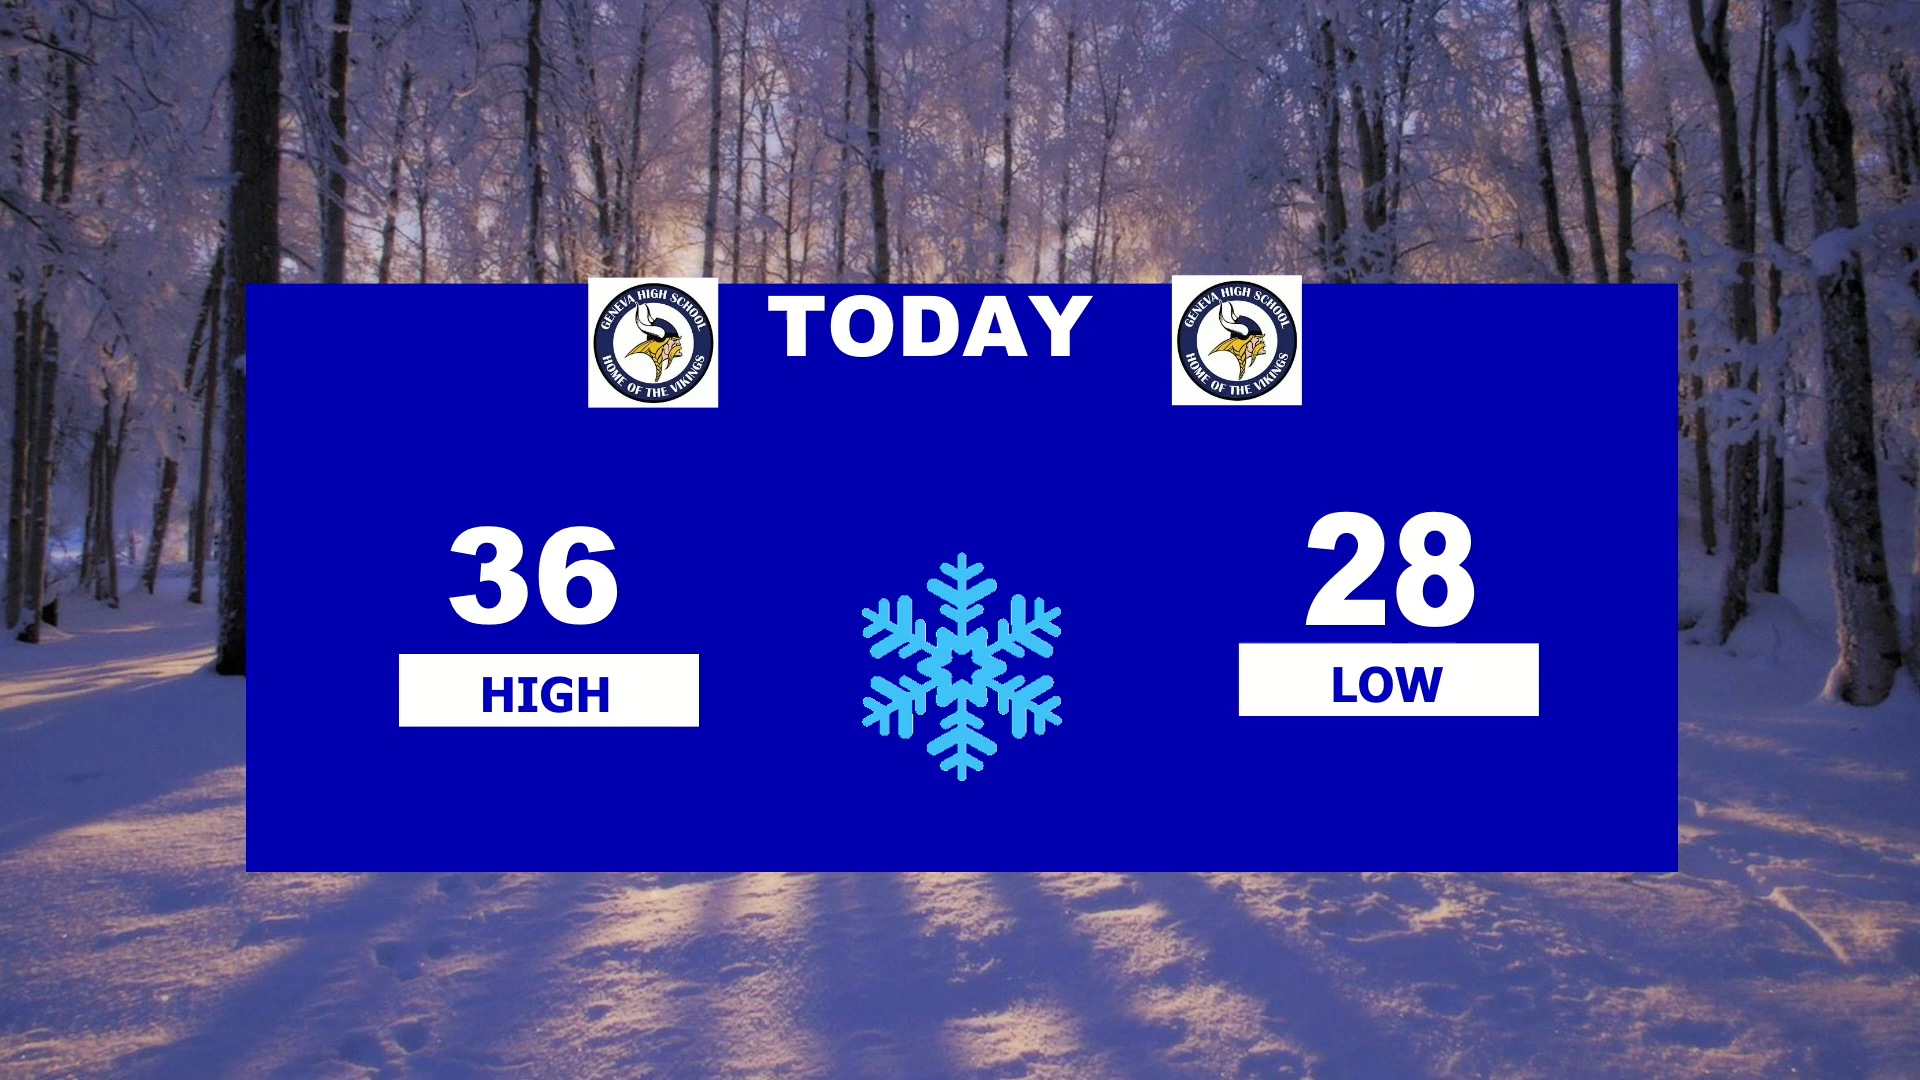 GENEVA HIGH SCHOOL
HOME OF THE VIKINGS
TODAY
GENEVA HIGH SCHOOL
HOME OF THE VIKINGS
36
HIGH
28
LOW